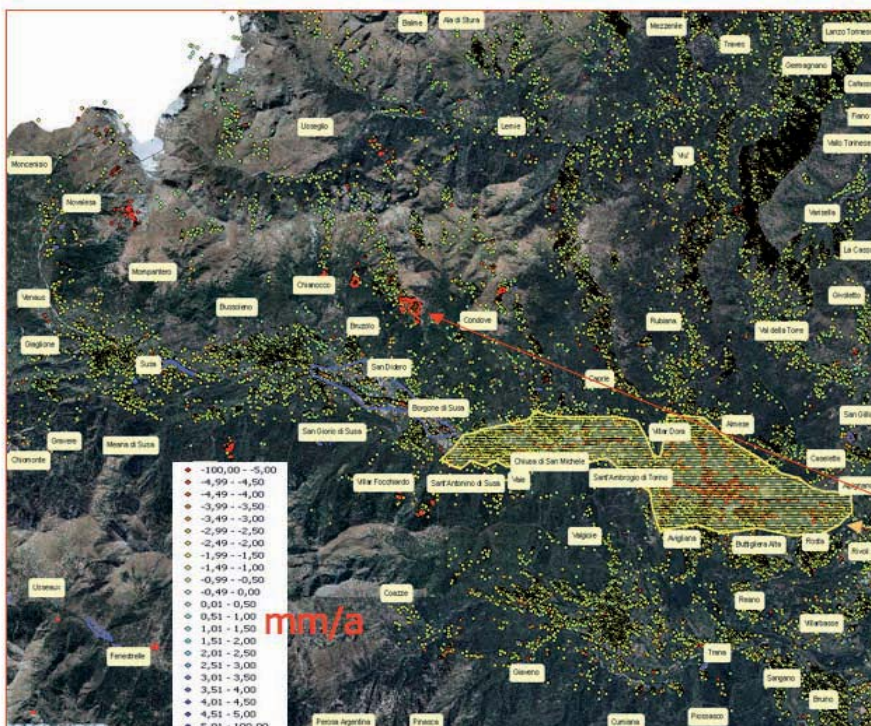 Balme
Ala di Stura
Mezzenile
Traves
Lanzo Torinese
Germagnano
Cafasse
Fiano
Usseglio
Lemie
Viu'
Vallo Torinese
Moncenisio
Novalesa
Varisella
La Cassa
Mompantero
Chianocco
Venaus
Bussoleno
Condove
Givoletto
Bruzolo
Rubiana
Val della Torre
Giaglione
Susa
San Didero
Caprie
Borgone di Susa
San Gilli
Almese
Villar Dora
San Giorio di Susa
Gravere
Meana di Susa
Chiomonte
Chiusa di San Michele
Caselette
Villar Focchiardo
Sant'Antonino di Susa
Vaie
Sant'Ambrogio di Torino
Alpignano
Valgioie
Avigliana
Buttigliera Alta
Rosta
Rivoli
Usseaux
Coazze
Reano
Villarbasse
Fenestrelle
Giaveno
Trana
Sangano
Bruino
Perosa Argentina
Pinasca
Cumiana
Piossasco
-100,00 - -5,00
-4,99 - -4,50
-4,49 - -4,00
-3,99 - -3,50
-3,49 - -3,00
-2,99 - -2,50
-2,49 - -2,00
-1,99 - -1,50
-1,49 - -1,00
-0,99 - -0,50
-0,49 - 0,00
0,01 - 0,50
0,51 - 1,00
1,01 - 1,50
1,51 - 2,00
2,01 - 2,50
2,51 - 3,00
3,01 - 3,50
3,51 - 4,00
4,01 - 4,50
4,51 - 5,00
5,01 - 100,00
mm/a